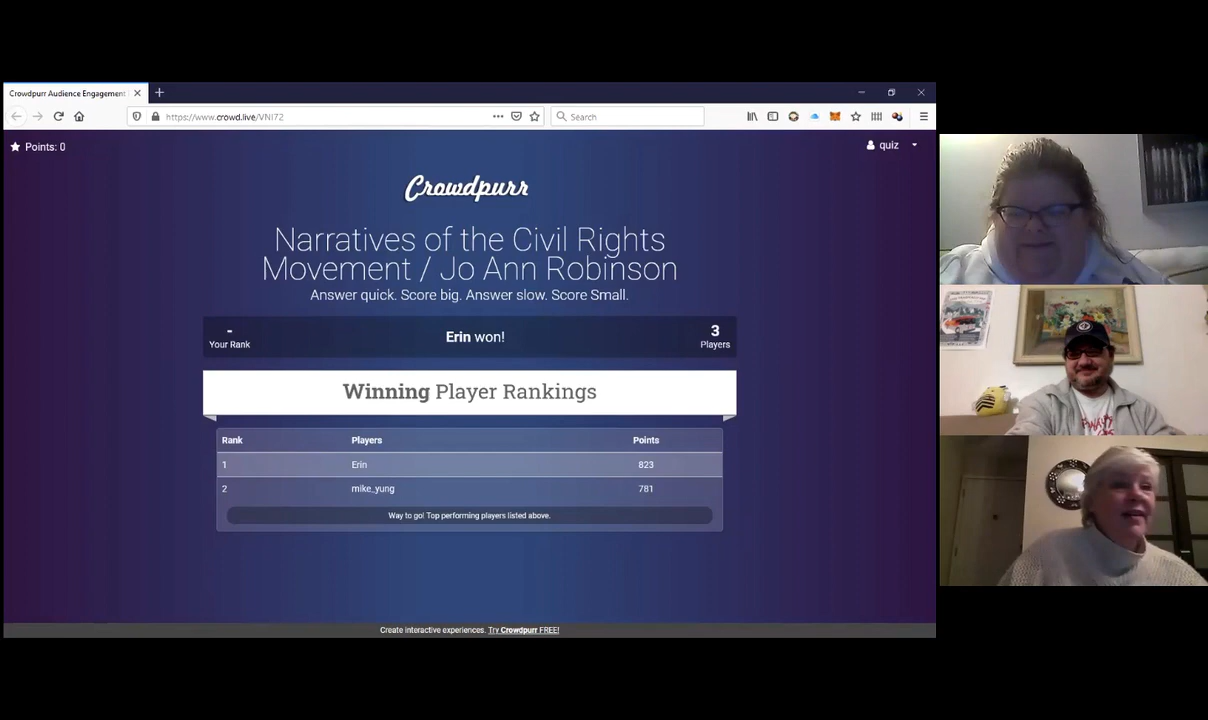 Crowdpurr Audience Engagement
https://www.crowd.live/VNI72
Search
Points: 0
quiz
Crowdpurr
Narratives of the Civil Rights
Movement / Jo Ann Robinson
Answer quick. Score big. Answer slow. Score Small.
-
Your Rank
Erin won!
3
Players
Winning Player Rankings
Rank Players Points
1 Erin 823
2 mike_yung 781
Way to go! Top performing players listed above.
Create interactive experiences. Try Crowdpurr FREE!